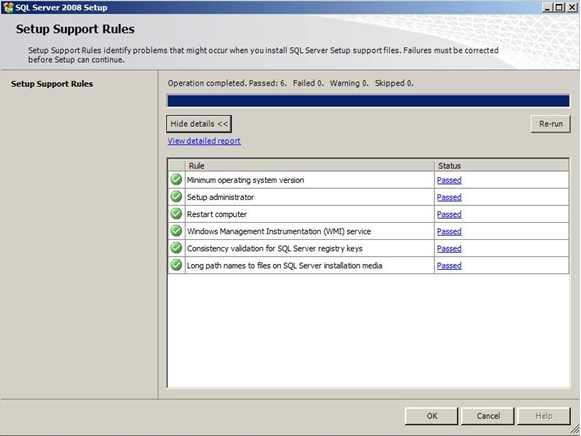 SQL Server 2008 Setup
Setup Support Rules
Setup Support Rules identify problems that might occur when you install SQL Server Setup support files. Failures must be corrected
before Setup can continue.
Setup Support Rules
Operation completed. Passed: 6. Failed 0. Warning 0. Skipped 0.
Hide details <<
Re-run
View detailed report
Rule Status
Minimum operating system version Passed
Setup administrator Passed
Restart computer Passed
Windows Management Instrumentation (WMI) service Passed
Consistency validation for SQL Server registry keys Passed
Long path names to files on SQL Server installation media Passed
OK Cancel Help